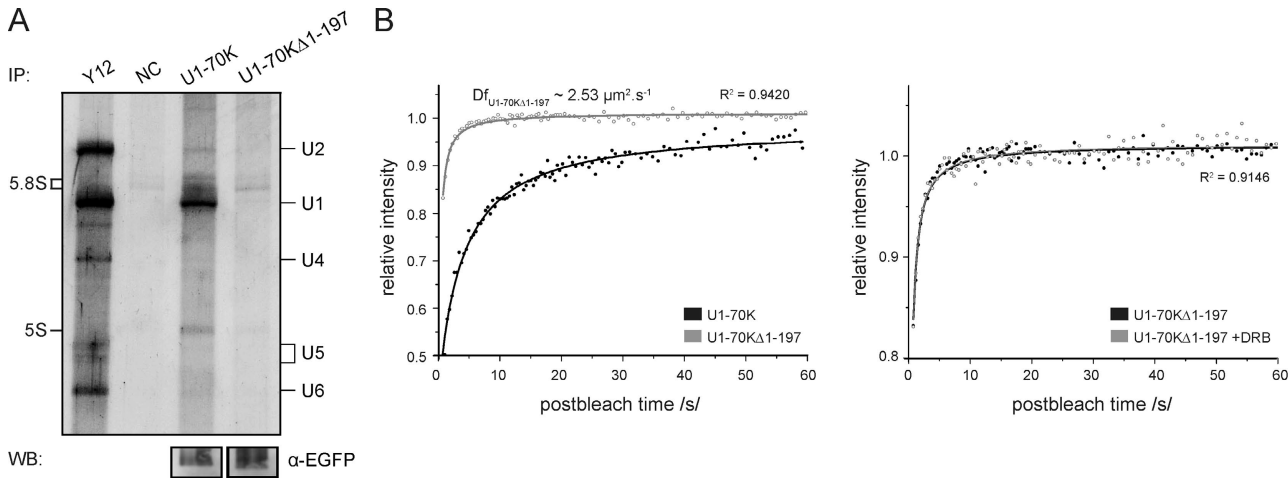 A
IP:
Y12
NC
U1-70K
U1-70KΔ1-197
5.8S
5S
U2
U1
U4
U5
U6
WB:
α-EGFP
B
Df U1-70KΔ1-197 ~ 2.53 µm².s⁻¹
R² = 0.9420
relative intensity
1.0
0.9
0.8
0.7
0.6
0.5
0
10
20
30
40
50
60
postbleach time /s/
U1-70K
U1-70KΔ1-197
R² = 0.9146
relative intensity
1.0
0.9
0.8
0
10
20
30
40
50
60
postbleach time /s/
U1-70KΔ1-197
U1-70KΔ1-197 +DRB